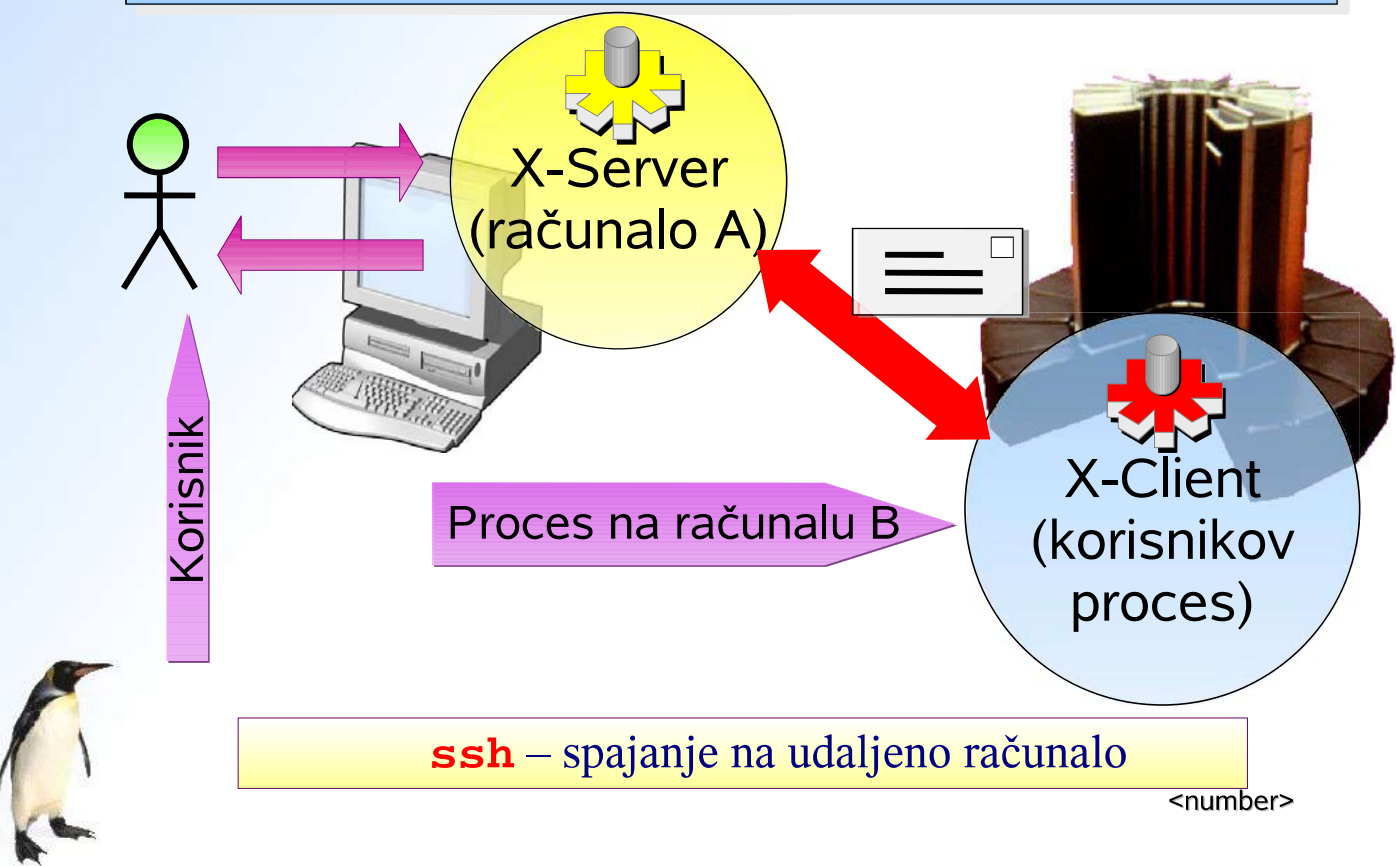 X-Server
(računalo A)
Korisnik
Proces na računalu B
X-Client
(korisnikov
proces)
ssh – spajanje na udaljeno računalo
<number>